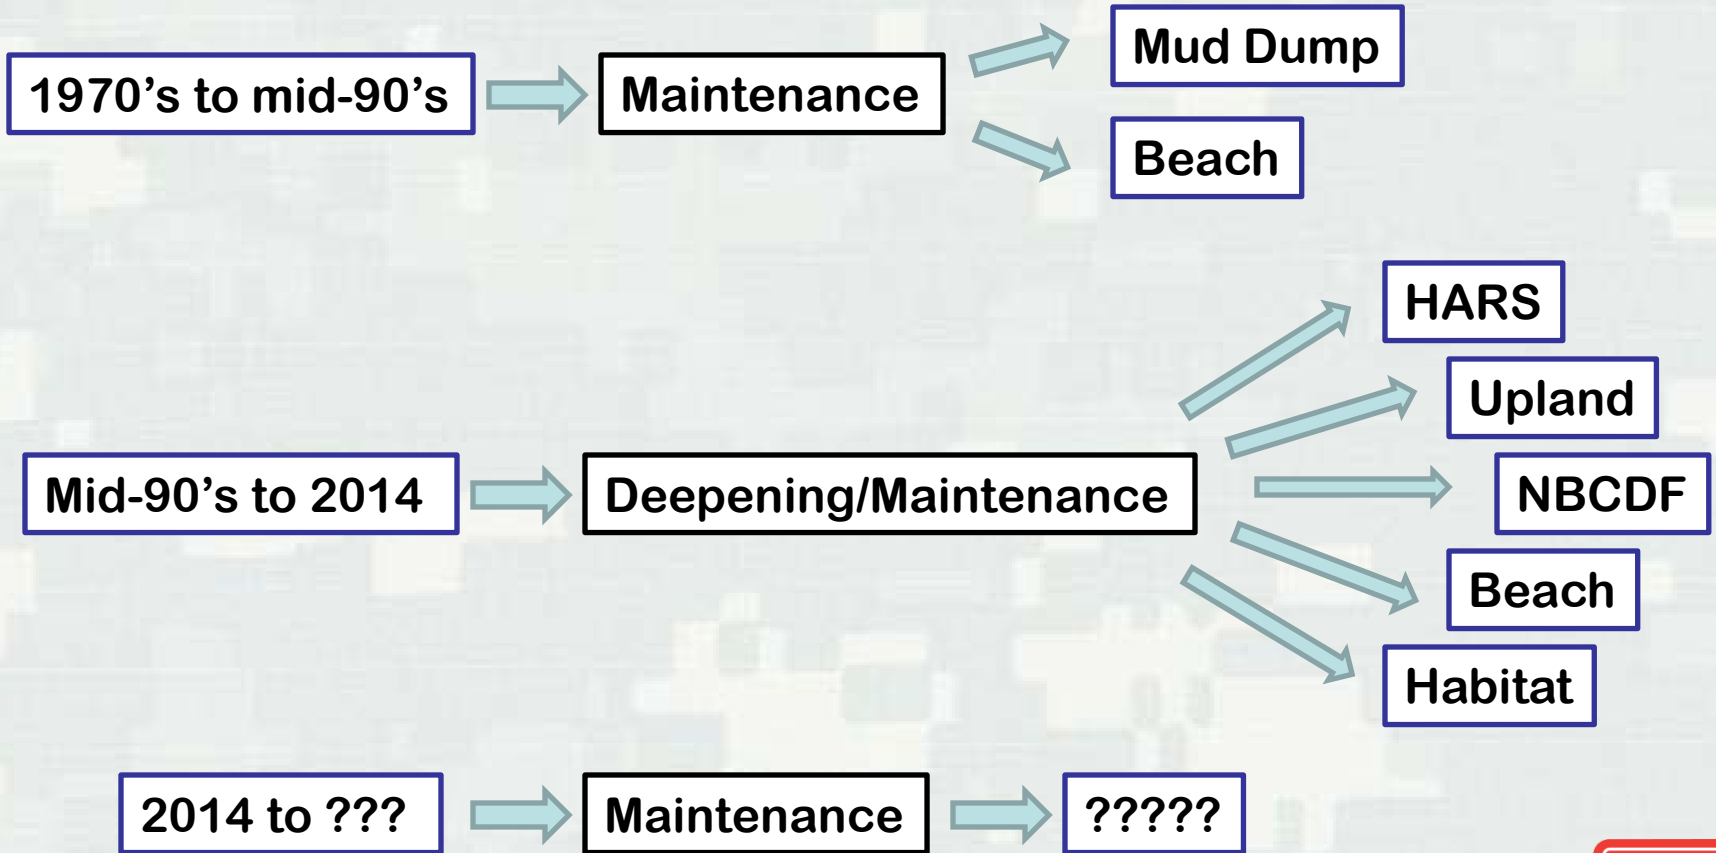 1970’s to mid-90’s
Maintenance
Mud Dump
Beach
Mid-90’s to 2014
Deepening/Maintenance
HARS
Upland
NBCDF
Beach
Habitat
2014 to ???
Maintenance
?????